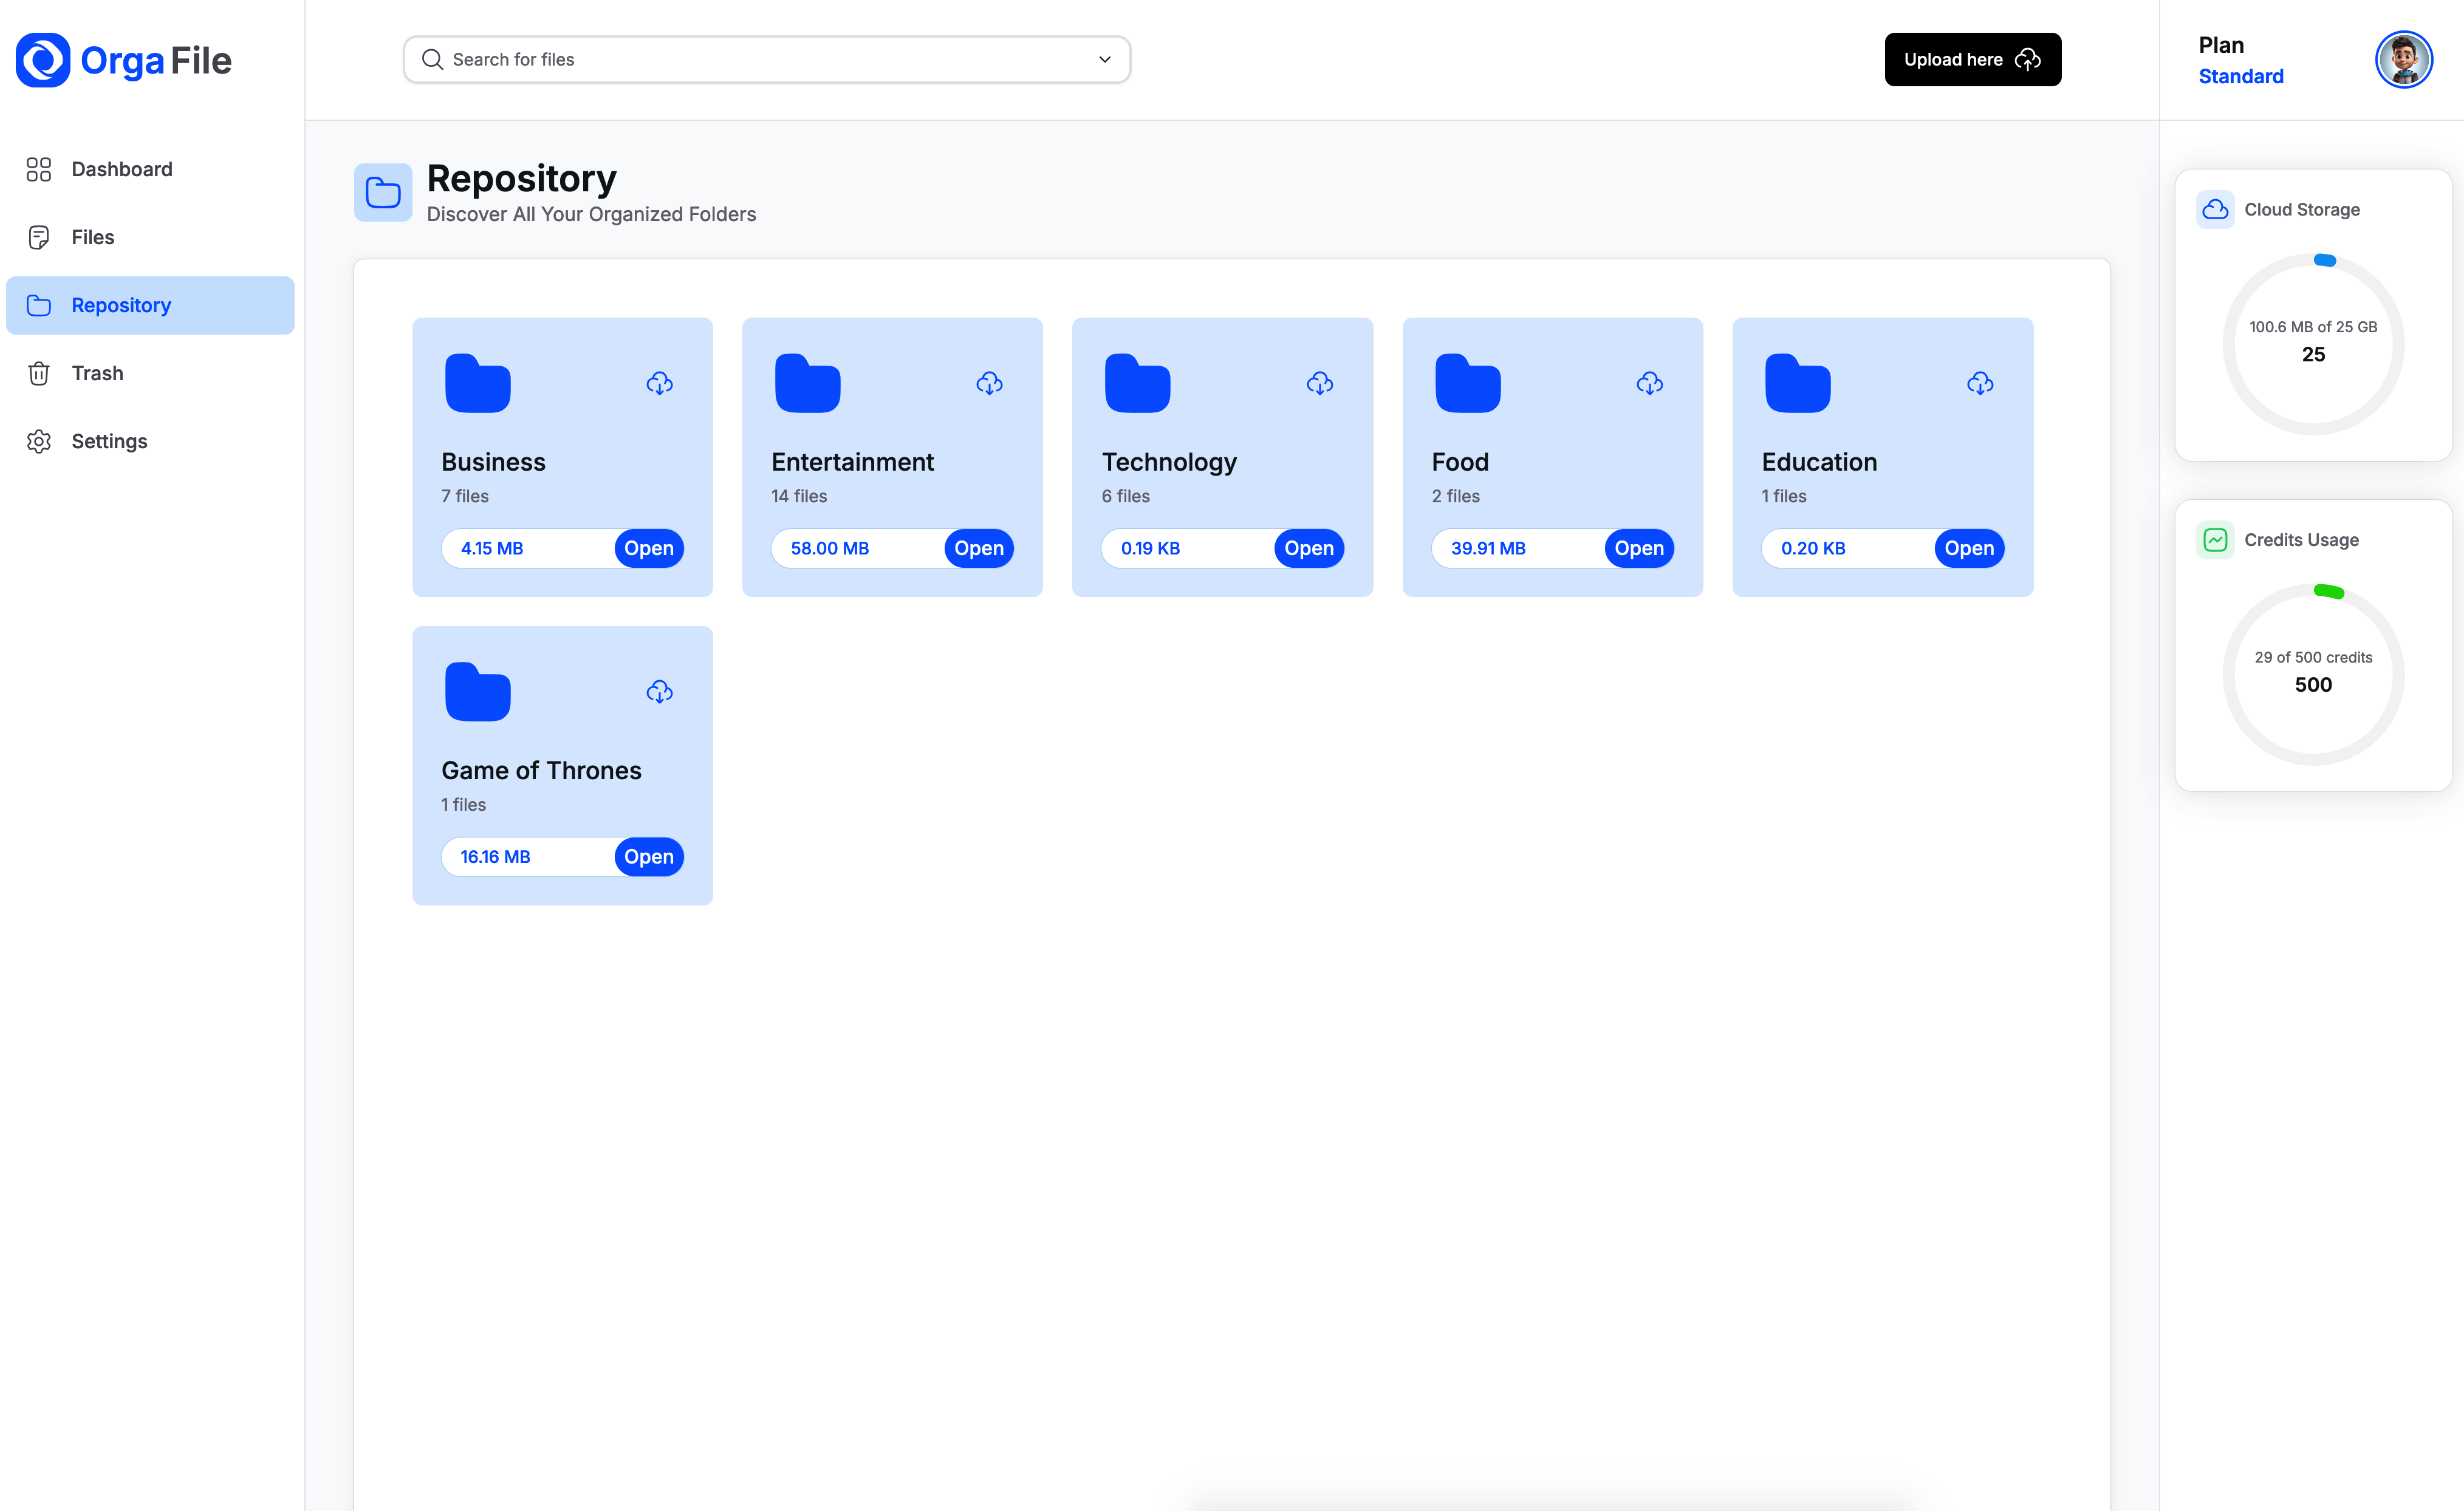 Orga File
Search for files
Upload here
Plan
Standard
Dashboard
Files
Repository
Trash
Settings
Repository
Discover All Your Organized Folders
Business
7 files
4.15 MB
Open
Entertainment
14 files
58.00 MB
Open
Technology
6 files
0.19 KB
Open
Food
2 files
39.91 MB
Open
Education
1 files
0.20 KB
Open
Game of Thrones
1 files
16.16 MB
Open
Cloud Storage
100.6 MB of 25 GB
25
Credits Usage
29 of 500 credits
500